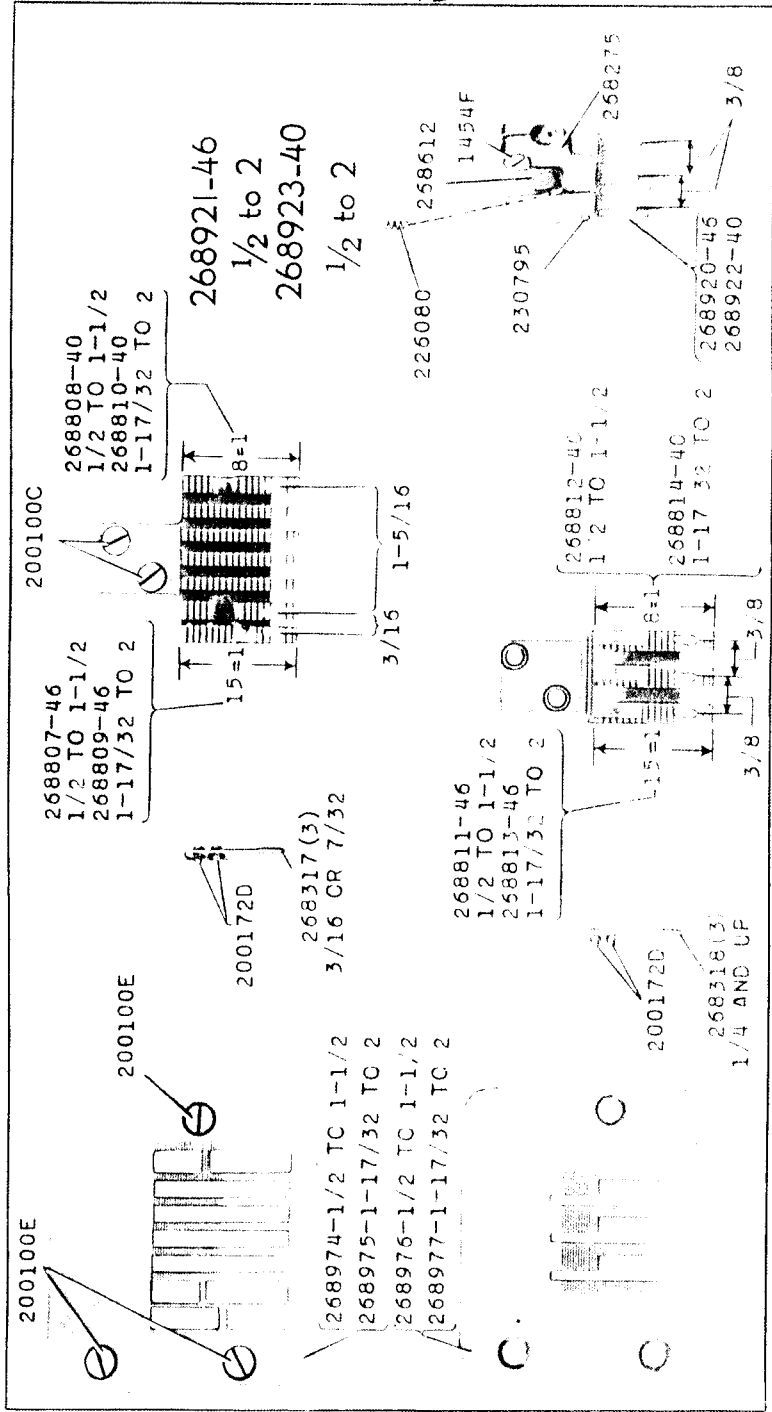 200100E
200100E
268974-1/2 TC 1-1/2
268975-1-17/32 TO 2
268976-1/2 TC 1-1/2
268977-1-17/32 TC 2
200172D
268317(3)
3/16 CR 7/32
200172D
268318(3)
1/4 AND UP
268807-46
1/2 TO 1-1/2
268809-46
1-17/32 TO 2
15=1
200100C
268808-40
1/2 TO 1-1/2
268810-40
1-17/32 TO 2
8=1
3/16
1-5/16
268811-46
1/2 TO 1-1/2
268813-46
1-17/32 TO 2
15=1
268812-40
1/2 TO 1-1/2
268814-40
1-17 32 TO 2
8=1
3/8
3/8
268921-46
1/2 to 2
268923-40
1/2 to 2
226080
268612
1454F
268275
230795
268920-46
268922-40
3/8